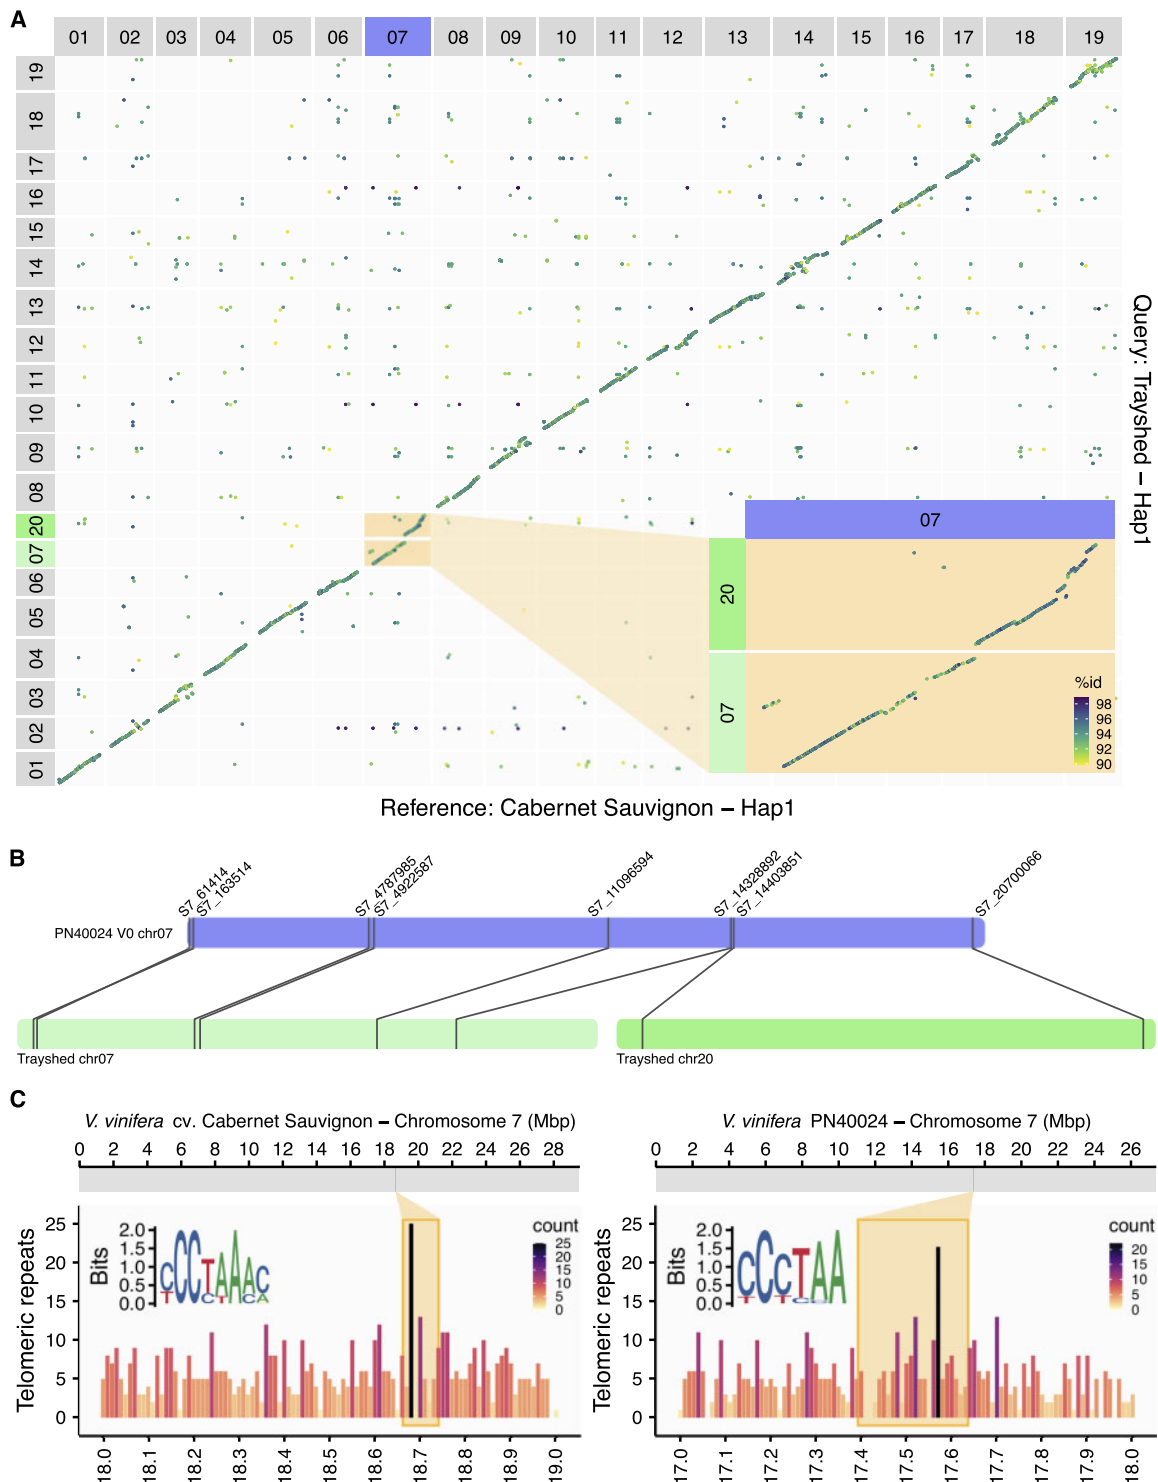 A
01 02 03 04 05 06 07 08 09 10 11 12 13 14 15 16 17 18 19
19
18
17
16
15
14
13
12
11
10
09
08
20
07
06
05
04
03
02
01
Query: Trayshed – Hap1
07
20
07
%id
98
96
94
92
90
Reference: Cabernet Sauvignon – Hap1
B
S7_61414
S7_163514
S7_4787985
S7_4922587
S7_11096594
S7_14328892
S7_14403851
S7_20700066
PN40024 V0 chr07
Trayshed chr07
Trayshed chr20
C
V. vinifera cv. Cabernet Sauvignon – Chromosome 7 (Mbp)
0 2 4 6 8 10 12 14 16 18 20 22 24 26 28
Telomeric repeats
25
20
15
10
5
0
Bits
2.0
1.5
1.0
0.5
0.0
CCCTAAAC
T CTCA
count
25
20
15
10
5
0
18.0 18.1 18.2 18.3 18.4 18.5 18.6 18.7 18.8 18.9 19.0
V. vinifera PN40024 – Chromosome 7 (Mbp)
0 2 4 6 8 10 12 14 16 18 20 22 24 26
Telomeric repeats
25
20
15
10
5
0
Bits
2.0
1.5
1.0
0.5
0.0
CCCTAA
T T
count
20
15
10
5
0
17.0 17.1 17.2 17.3 17.4 17.5 17.6 17.7 17.8 17.9 18.0